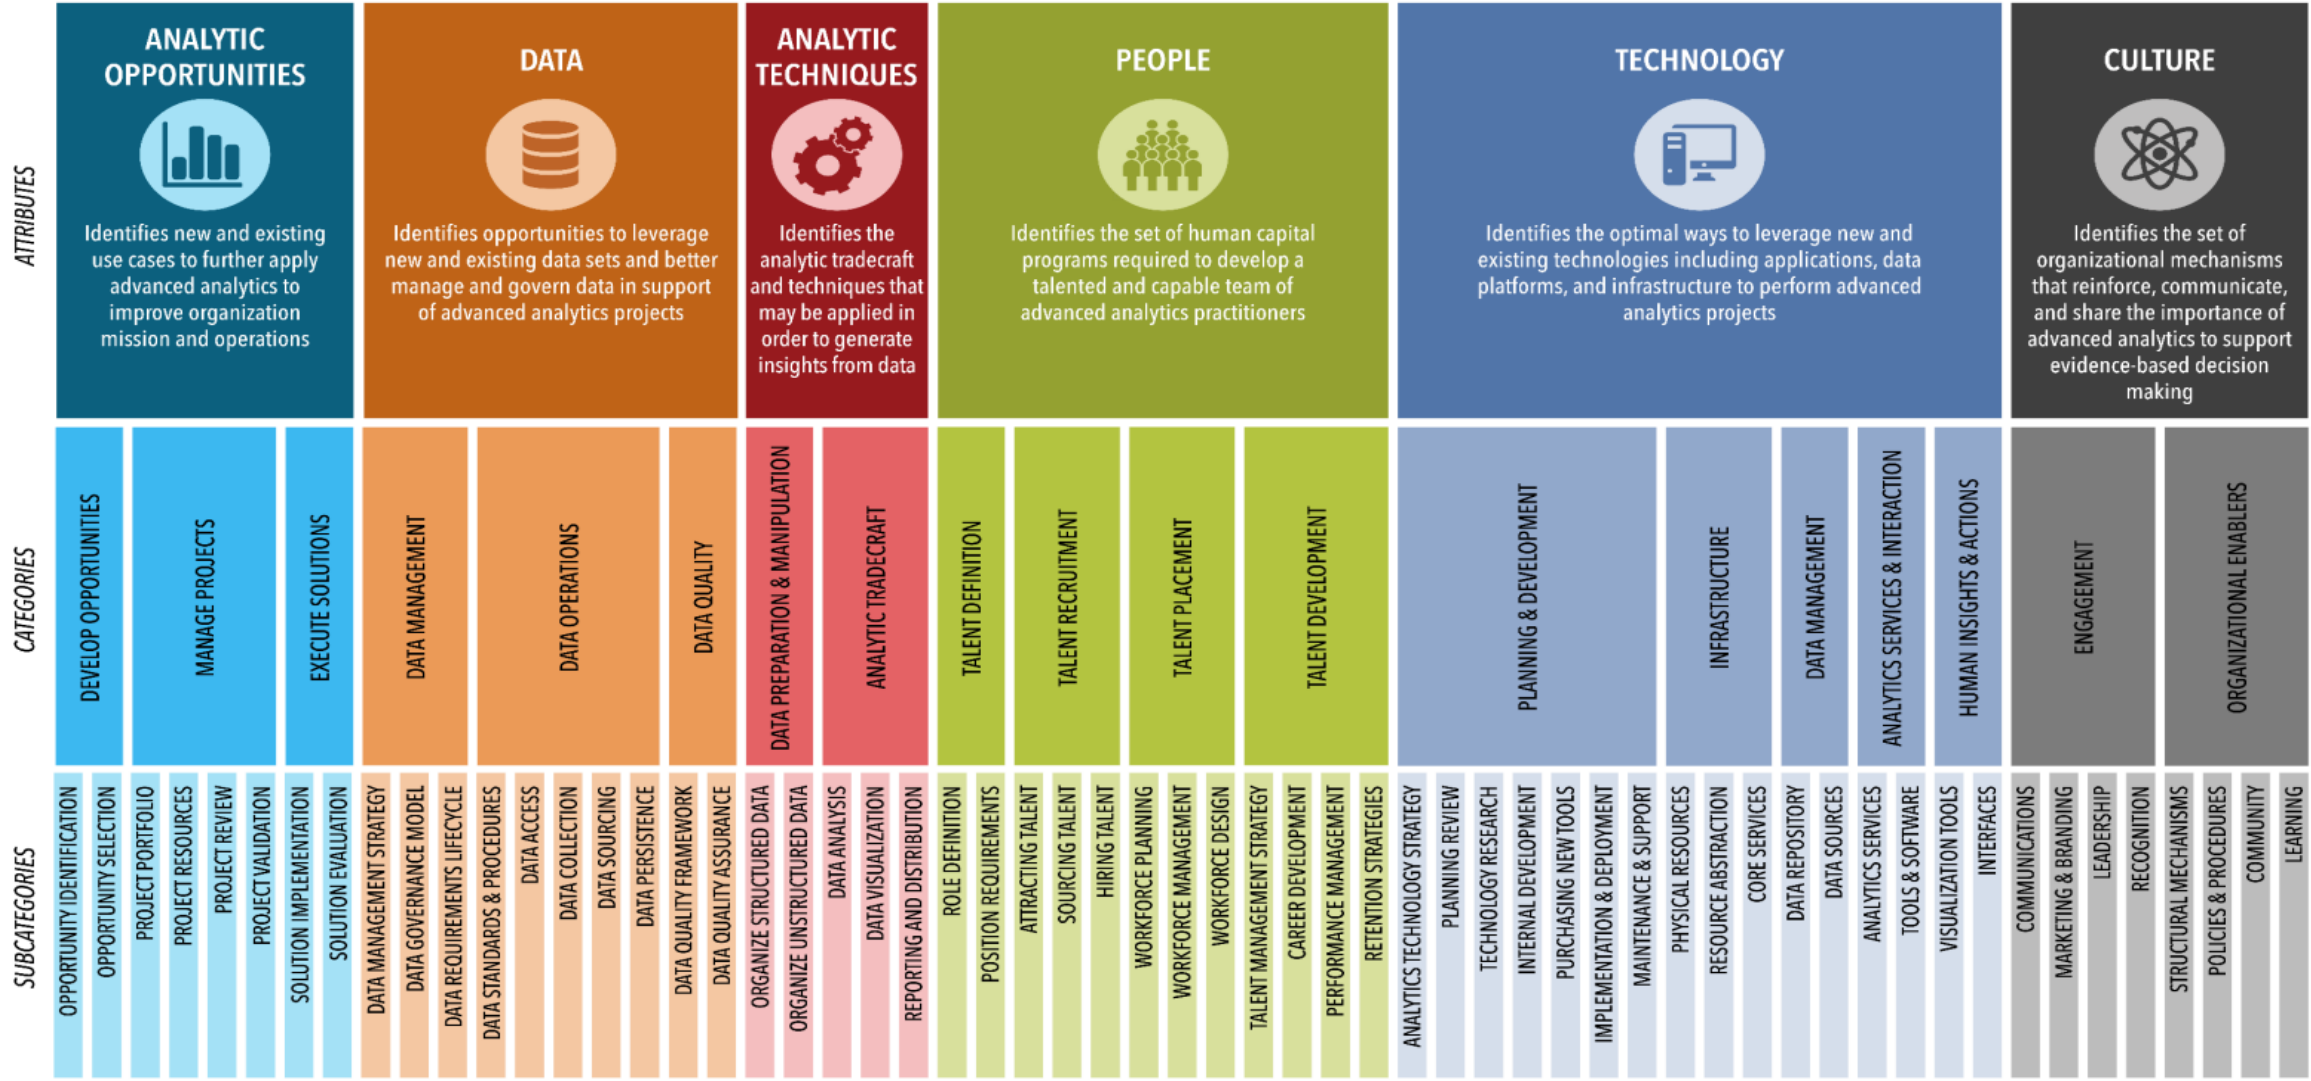 ATTRIBUTES
ANALYTIC
OPPORTUNITIES
Identifies new and existing
use cases to further apply
advanced analytics to
improve organization
mission and operations
DATA
Identifies opportunities to leverage
new and existing data sets and better
manage and govern data in support
of advanced analytics projects
ANALYTIC
TECHNIQUES
Identifies the
analytic tradecraft
and techniques that
may be applied in
order to generate
insights from data
PEOPLE
Identifies the set of human capital
programs required to develop a
talented and capable team of
advanced analytics practitioners
TECHNOLOGY
Identifies the optimal ways to leverage new and
existing technologies including applications, data
platforms, and infrastructure to perform advanced
analytics projects
CULTURE
Identifies the set of
organizational mechanisms
that reinforce, communicate,
and share the importance of
advanced analytics to support
evidence-based decision
making
CATEGORIES
DEVELOP OPPORTUNITIES
MANAGE PROJECTS
EXECUTE SOLUTIONS
DATA MANAGEMENT
DATA OPERATIONS
DATA QUALITY
DATA PREPARATION & MANIPULATION
ANALYTIC TRADECRAFT
TALENT DEFINITION
TALENT RECRUITMENT
TALENT PLACEMENT
TALENT DEVELOPMENT
PLANNING & DEVELOPMENT
INFRASTRUCTURE
DATA MANAGEMENT
ANALYTICS SERVICES & INTERACTION
HUMAN INSIGHTS & ACTIONS
ENGAGEMENT
ORGANIZATIONAL ENABLERS
SUBCATEGORIES
OPPORTUNITY IDENTIFICATION
OPPORTUNITY SELECTION
PROJECT PORTFOLIO
PROJECT RESOURCES
PROJECT REVIEW
PROJECT VALIDATION
SOLUTION IMPLEMENTATION
SOLUTION EVALUATION
DATA MANAGEMENT STRATEGY
DATA GOVERNANCE MODEL
DATA REQUIREMENTS LIFECYCLE
DATA STANDARDS & PROCEDURES
DATA ACCESS
DATA COLLECTION
DATA SOURCING
DATA PERSISTENCE
DATA QUALITY FRAMEWORK
DATA QUALITY ASSURANCE
ORGANIZE STRUCTURED DATA
ORGANIZE UNSTRUCTURED DATA
DATA ANALYSIS
DATA VISUALIZATION
REPORTING AND DISTRIBUTION
ROLE DEFINITION
POSITION REQUIREMENTS
ATTRACTING TALENT
SOURCING TALENT
HIRING TALENT
WORKFORCE PLANNING
WORKFORCE MANAGEMENT
WORKFORCE DESIGN
TALENT MANAGEMENT STRATEGY
CAREER DEVELOPMENT
PERFORMANCE MANAGEMENT
RETENTION STRATEGIES
ANALYTICS TECHNOLOGY STRATEGY
PLANNING REVIEW
TECHNOLOGY RESEARCH
INTERNAL DEVELOPMENT
PURCHASING NEW TOOLS
IMPLEMENTATION & DEPLOYMENT
MAINTENANCE & SUPPORT
PHYSICAL RESOURCES
RESOURCE ABSTRACTION
CORE SERVICES
DATA REPOSITORY
DATA SOURCES
ANALYTICS SERVICES
TOOLS & SOFTWARE
VISUALIZATION TOOLS
INTERFACES
COMMUNICATIONS
MARKETING & BRANDING
LEADERSHIP
RECOGNITION
STRUCTURAL MECHANISMS
POLICIES & PROCEDURES
COMMUNITY
LEARNING